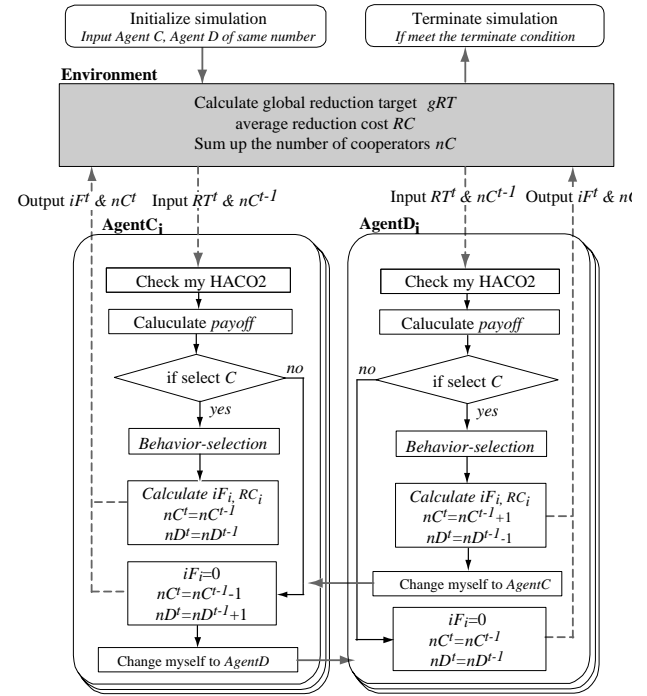 Initialize simulation
Input Agent C, Agent D of same number
Terminate simulation
If meet the terminate condition
Environment
Calculate global reduction target gRT
average reduction cost RC
Sum up the number of cooperators nC
Output iF^t & nC^t
Input RT^t & nC^{t-1}
Input RT^t & nC^{t-1}
Output iF^t & nC
AgentC_i
Check my HACO2
Caluculate payoff
if select C
no
yes
Behavior-selection
Calculate iF_i, RC_i
nC^t=nC^{t-1}
nD^t=nD^{t-1}
iF_i=0
nC^t=nC^{t-1}-1
nD^t=nD^{t-1}+1
Change myself to AgentD
AgentD_i
Check my HACO2
Caluculate payoff
no
if select C
yes
Behavior-selection
Calculate iF_i, RC_i
nC^t=nC^{t-1}+1
nD^t=nD^{t-1}-1
Change myself to AgentC
iF_i=0
nC^t=nC^{t-1}
nD^t=nD^{t-1}